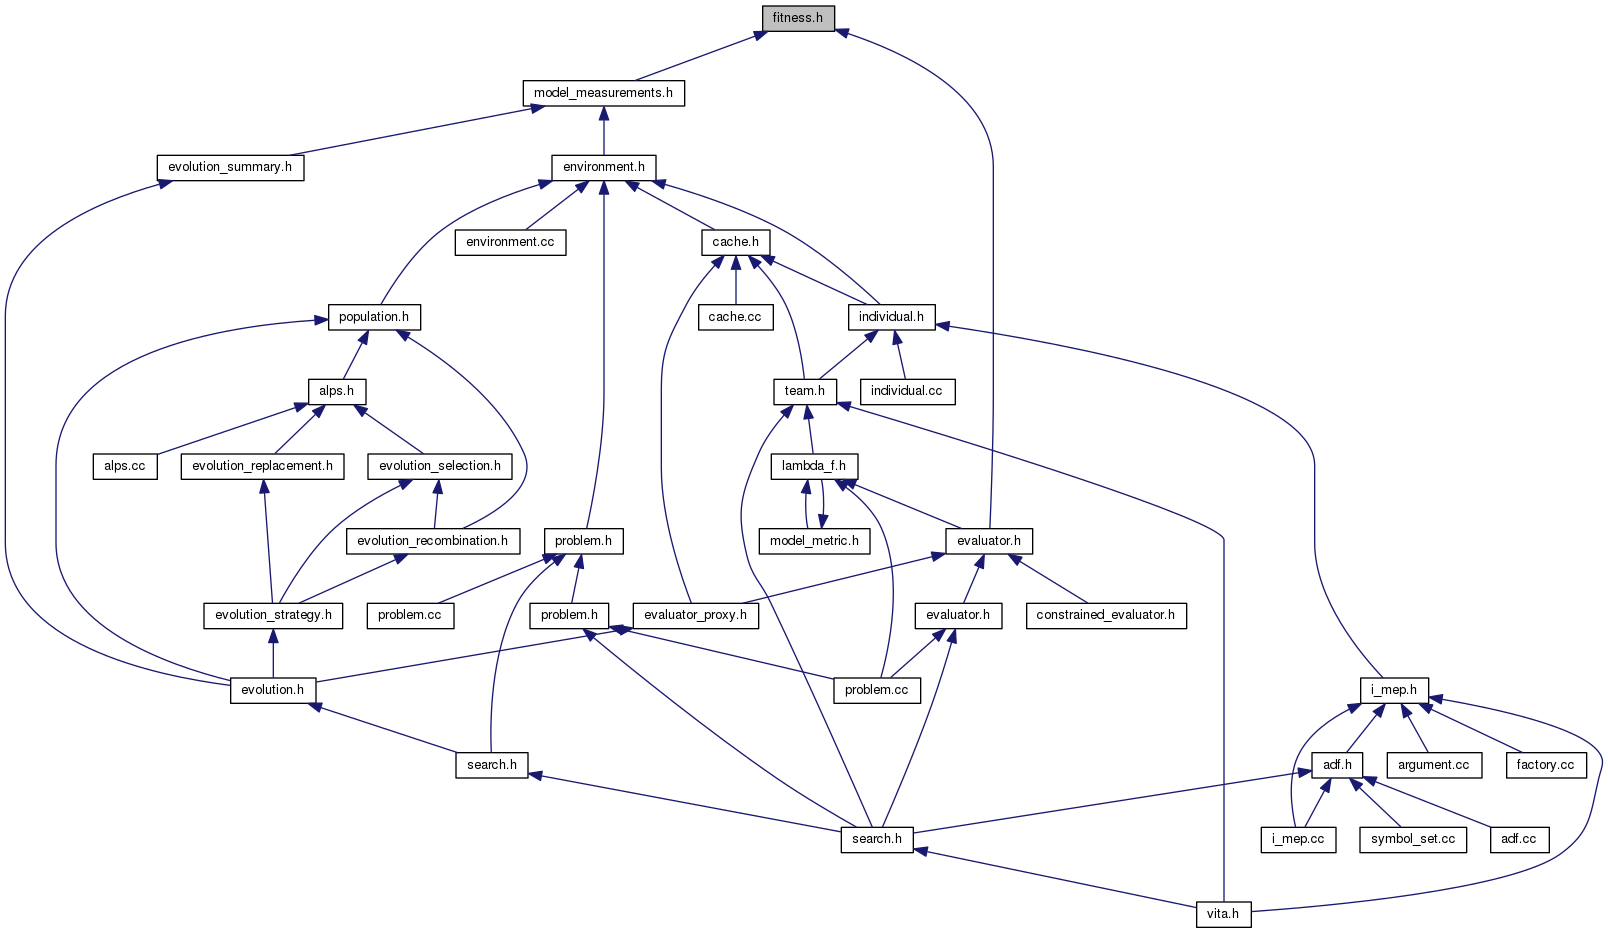 fitness.h
model_measurements.h
evolution_summary.h
environment.h
environment.cc
cache.h
population.h
cache.cc
individual.h
alps.h
team.h
individual.cc
alps.cc
evolution_replacement.h
evolution_selection.h
lambda_f.h
evolution_recombination.h
problem.h
model_metric.h
evaluator.h
evolution_strategy.h
problem.cc
problem.h
evaluator_proxy.h
evaluator.h
constrained_evaluator.h
evolution.h
problem.cc
i_mep.h
search.h
adf.h
argument.cc
factory.cc
search.h
i_mep.cc
symbol_set.cc
adf.cc
vita.h